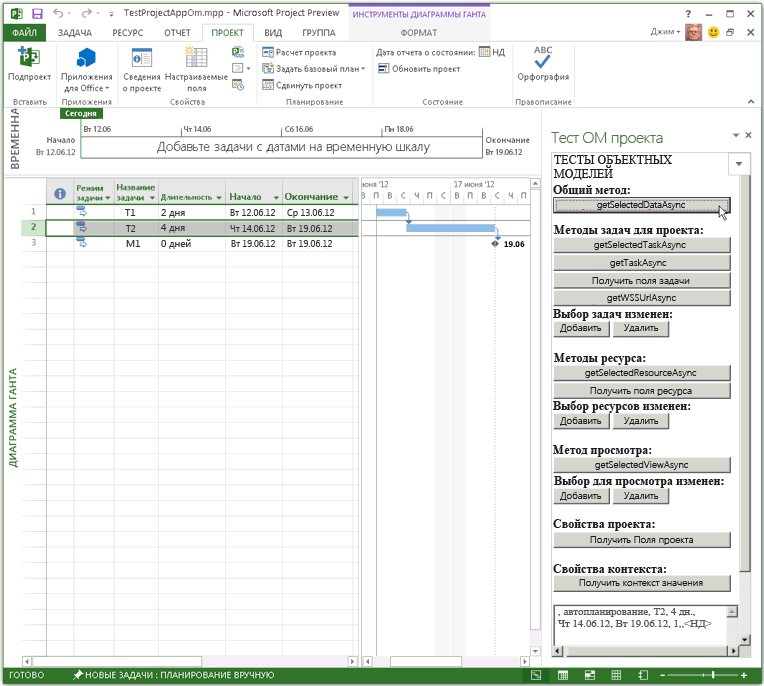 TestProjectAppOm.mpp - Microsoft Project Preview
ИНСТРУМЕНТЫ ДИАГРАММЫ ГАНТА
?
ФАЙЛ ЗАДАЧА РЕСУРС ОТЧЕТ ПРОЕКТ ВИД ГРУППА ФОРМАТ
Джим
Подпроект
Приложения
для Office
Сведения
о проекте
Настраиваемые
поля
Расчет проекта
Задать базовый план
Сдвинуть проект
Дата отчета о состоянии: НД
Обновить проект
ABC
Орфография
Вставить Приложения Свойства Планирование Состояние Правописание
ВРЕМЕННА
Сегодня
Вт 12.06 Чт 14.06 Сб 16.06 Пн 18.06
Начало
Вт 12.06.12
Добавьте задачи с датами на временную шкалу
Окончание
Вт 19.06.12
ДИАГРАММА ГАНТА
Режим
задачи
Название
задачи
Длительность Начало Окончание
1 T1 2 дня Вт 12.06.12 Ср 13.06.12
2 T2 4 дня Чт 14.06.12 Вт 19.06.12
3 M1 0 дней Вт 19.06.12 Вт 19.06.12
июня '12 17 июня '12
В П В С Ч П С В П В С Ч П
19.06
Тест ОМ проекта
ТЕСТЫ ОБЪЕКТНЫХ
МОДЕЛЕЙ
Общий метод:
getSelectedDataAsync
Методы задач для проекта:
getSelectedTaskAsync
getTaskAsync
Получить поля задачи
getWSSUrlAsync
Выбор задач изменен:
Добавить Удалить
Методы ресурса:
getSelectedResourceAsync
Получить поля ресурса
Выбор ресурсов изменен:
Добавить Удалить
Метод просмотра:
getSelectedViewAsync
Выбор для просмотра изменен:
Добавить Удалить
Свойства проекта:
Получить Поля проекта
Свойства контекста:
Получить контекст значения
, автопланирование, T2, 4 дн.,
Чт 14.06.12, Вт 19.06.12, 1,,<НД>
ГОТОВО НОВЫЕ ЗАДАЧИ : ПЛАНИРОВАНИЕ ВРУЧНУЮ